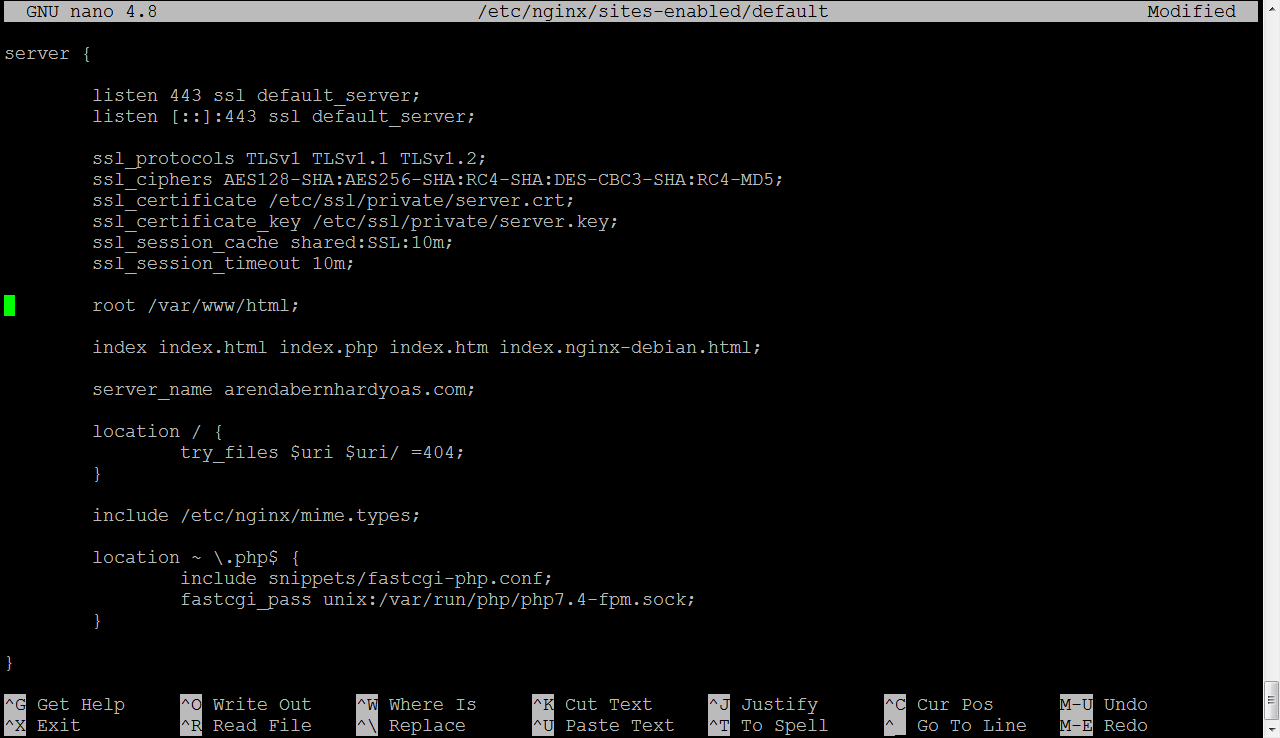 GNU nano 4.8 /etc/nginx/sites-enabled/default Modified
server {
listen 443 ssl default_server;
listen [::]:443 ssl default_server;
ssl_protocols TLSv1 TLSv1.1 TLSv1.2;
ssl_ciphers AES128-SHA:AES256-SHA:RC4-SHA:DES-CBC3-SHA:RC4-MD5;
ssl_certificate /etc/ssl/private/server.crt;
ssl_certificate_key /etc/ssl/private/server.key;
ssl_session_cache shared:SSL:10m;
ssl_session_timeout 10m;
root /var/www/html;
index index.html index.php index.htm index.nginx-debian.html;
server_name arendabernhardyoas.com;
location / {
try_files $uri $uri/ =404;
}
include /etc/nginx/mime.types;
location ~ \.php$ {
include snippets/fastcgi-php.conf;
fastcgi_pass unix:/var/run/php/php7.4-fpm.sock;
}
}
^G Get Help ^O Write Out ^W Where Is ^K Cut Text ^J Justify ^C Cur Pos M-U Undo
^X Exit ^R Read File ^\ Replace ^U Paste Text ^T To Spell ^_ Go To Line M-E Redo